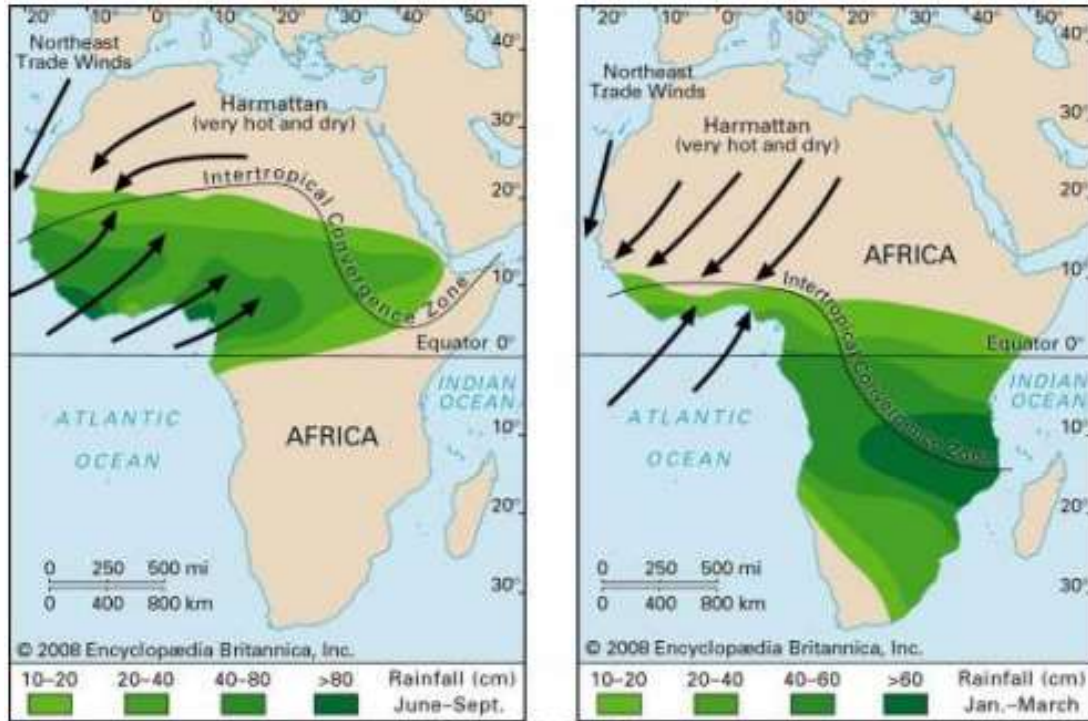 20° 10° 0° 10° 20° 30° 40° 50°
Northeast
Trade Winds
40°
Harmattan
(very hot and dry)
30°
Intertropical Convergence Zone
20°
10°
Equator 0°
INDIAN
OCEAN
ATLANTIC
OCEAN
AFRICA
10°
20°
0 250 500 mi
0 400 800 km
30°
© 2008 Encyclopædia Britannica, Inc.
10–20 20–40 40–80 >80 Rainfall (cm)
June–Sept.
20° 10° 0° 10° 20° 30° 40° 50°
40°
Northeast
Trade Winds
Harmattan
(very hot and dry)
30°
20°
AFRICA
10°
Intertropical Convergence Zone
Equator 0°
INDIAN
OCEAN
ATLANTIC
OCEAN
10°
20°
0 250 500 mi
0 400 800 km
30°
© 2008 Encyclopædia Britannica, Inc.
10–20 20–40 40–60 >60 Rainfall (cm)
Jan.–March